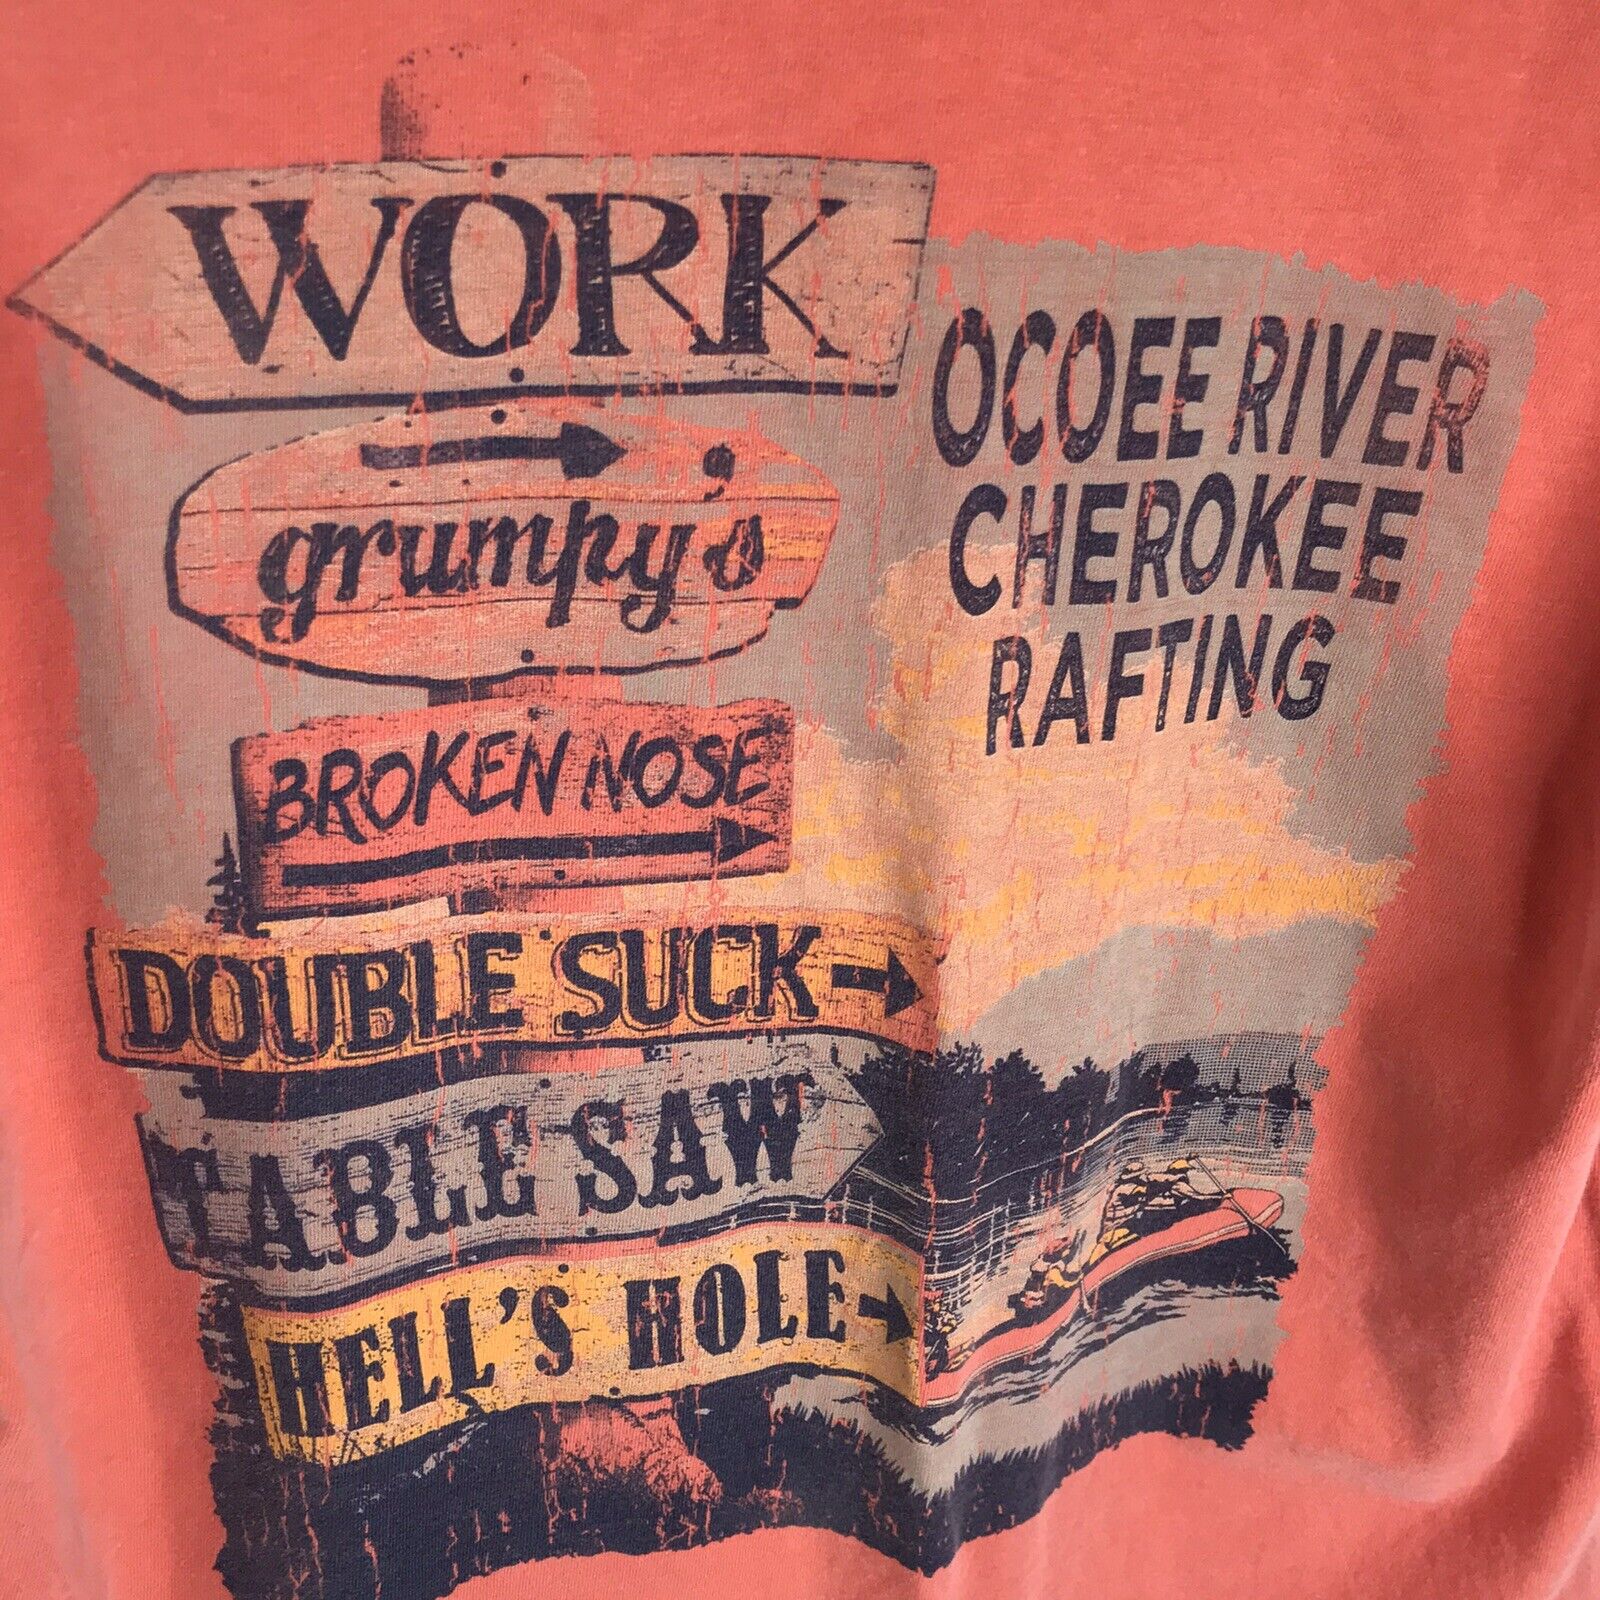 WORK
grumpy's
BROKEN NOSE
DOUBLE SUCK
TABLE SAW
HELL'S HOLE
OCOEE RIVER
CHEROKEE
RAFTING